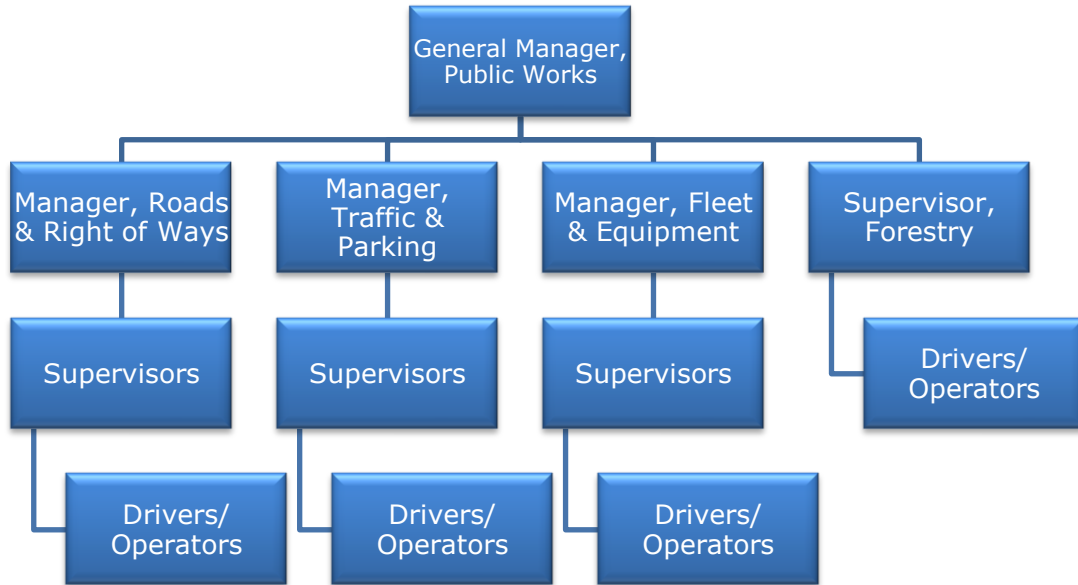 General Manager,
Public Works
Manager, Roads
& Right of Ways
Manager,
Traffic &
Parking
Manager, Fleet
& Equipment
Supervisor,
Forestry
Supervisors
Supervisors
Supervisors
Drivers/
Operators
Drivers/
Operators
Drivers/
Operators
Drivers/
Operators